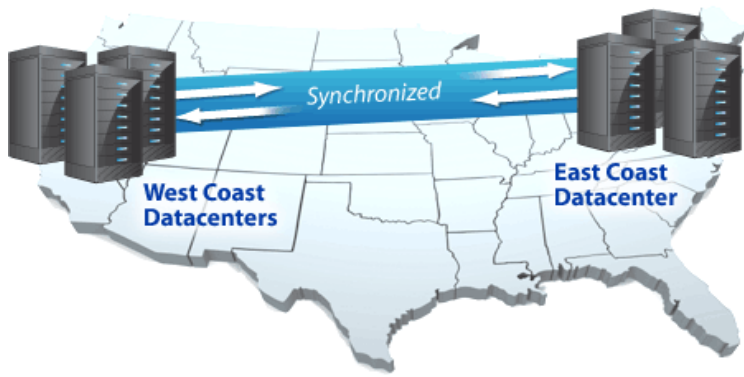 Synchronized
West Coast
Datacenters
East Coast
Datacenter